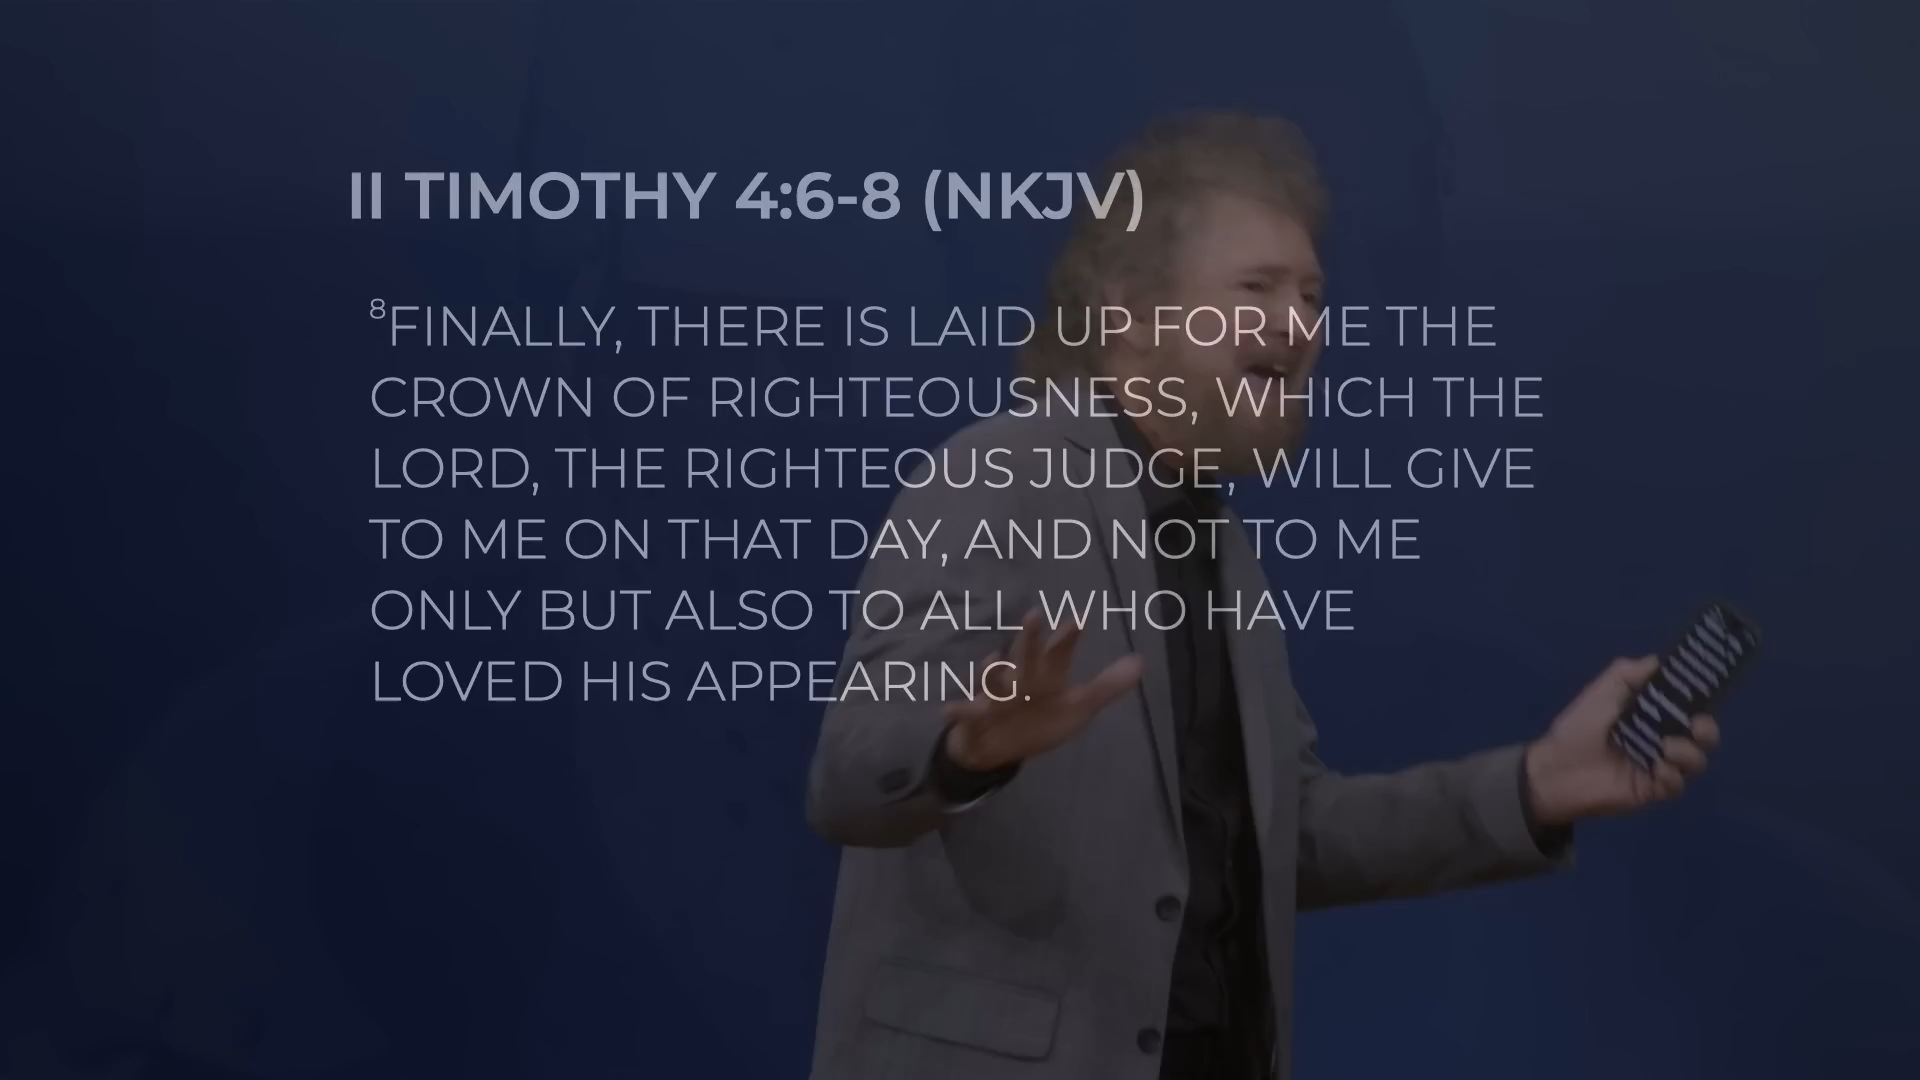 II TIMOTHY 4:6-8 (NKJV)
⁸FINALLY, THERE IS LAID UP FOR ME THE
CROWN OF RIGHTEOUSNESS, WHICH THE
LORD, THE RIGHTEOUS JUDGE, WILL GIVE
TO ME ON THAT DAY, AND NOT TO ME
ONLY BUT ALSO TO ALL WHO HAVE
LOVED HIS APPEARING.